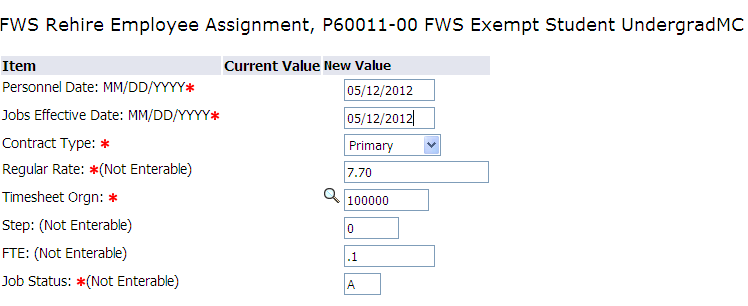 FWS Rehire Employee Assignment, P60011-00 FWS Exempt Student UndergradMC
Item Current Value New Value
Personnel Date: MM/DD/YYYY* 05/12/2012
Jobs Effective Date: MM/DD/YYYY* 05/12/2012
Contract Type: * Primary
Regular Rate: *(Not Enterable) 7.70
Timesheet Orgn: * 100000
Step: (Not Enterable) 0
FTE: (Not Enterable) .1
Job Status: *(Not Enterable) A